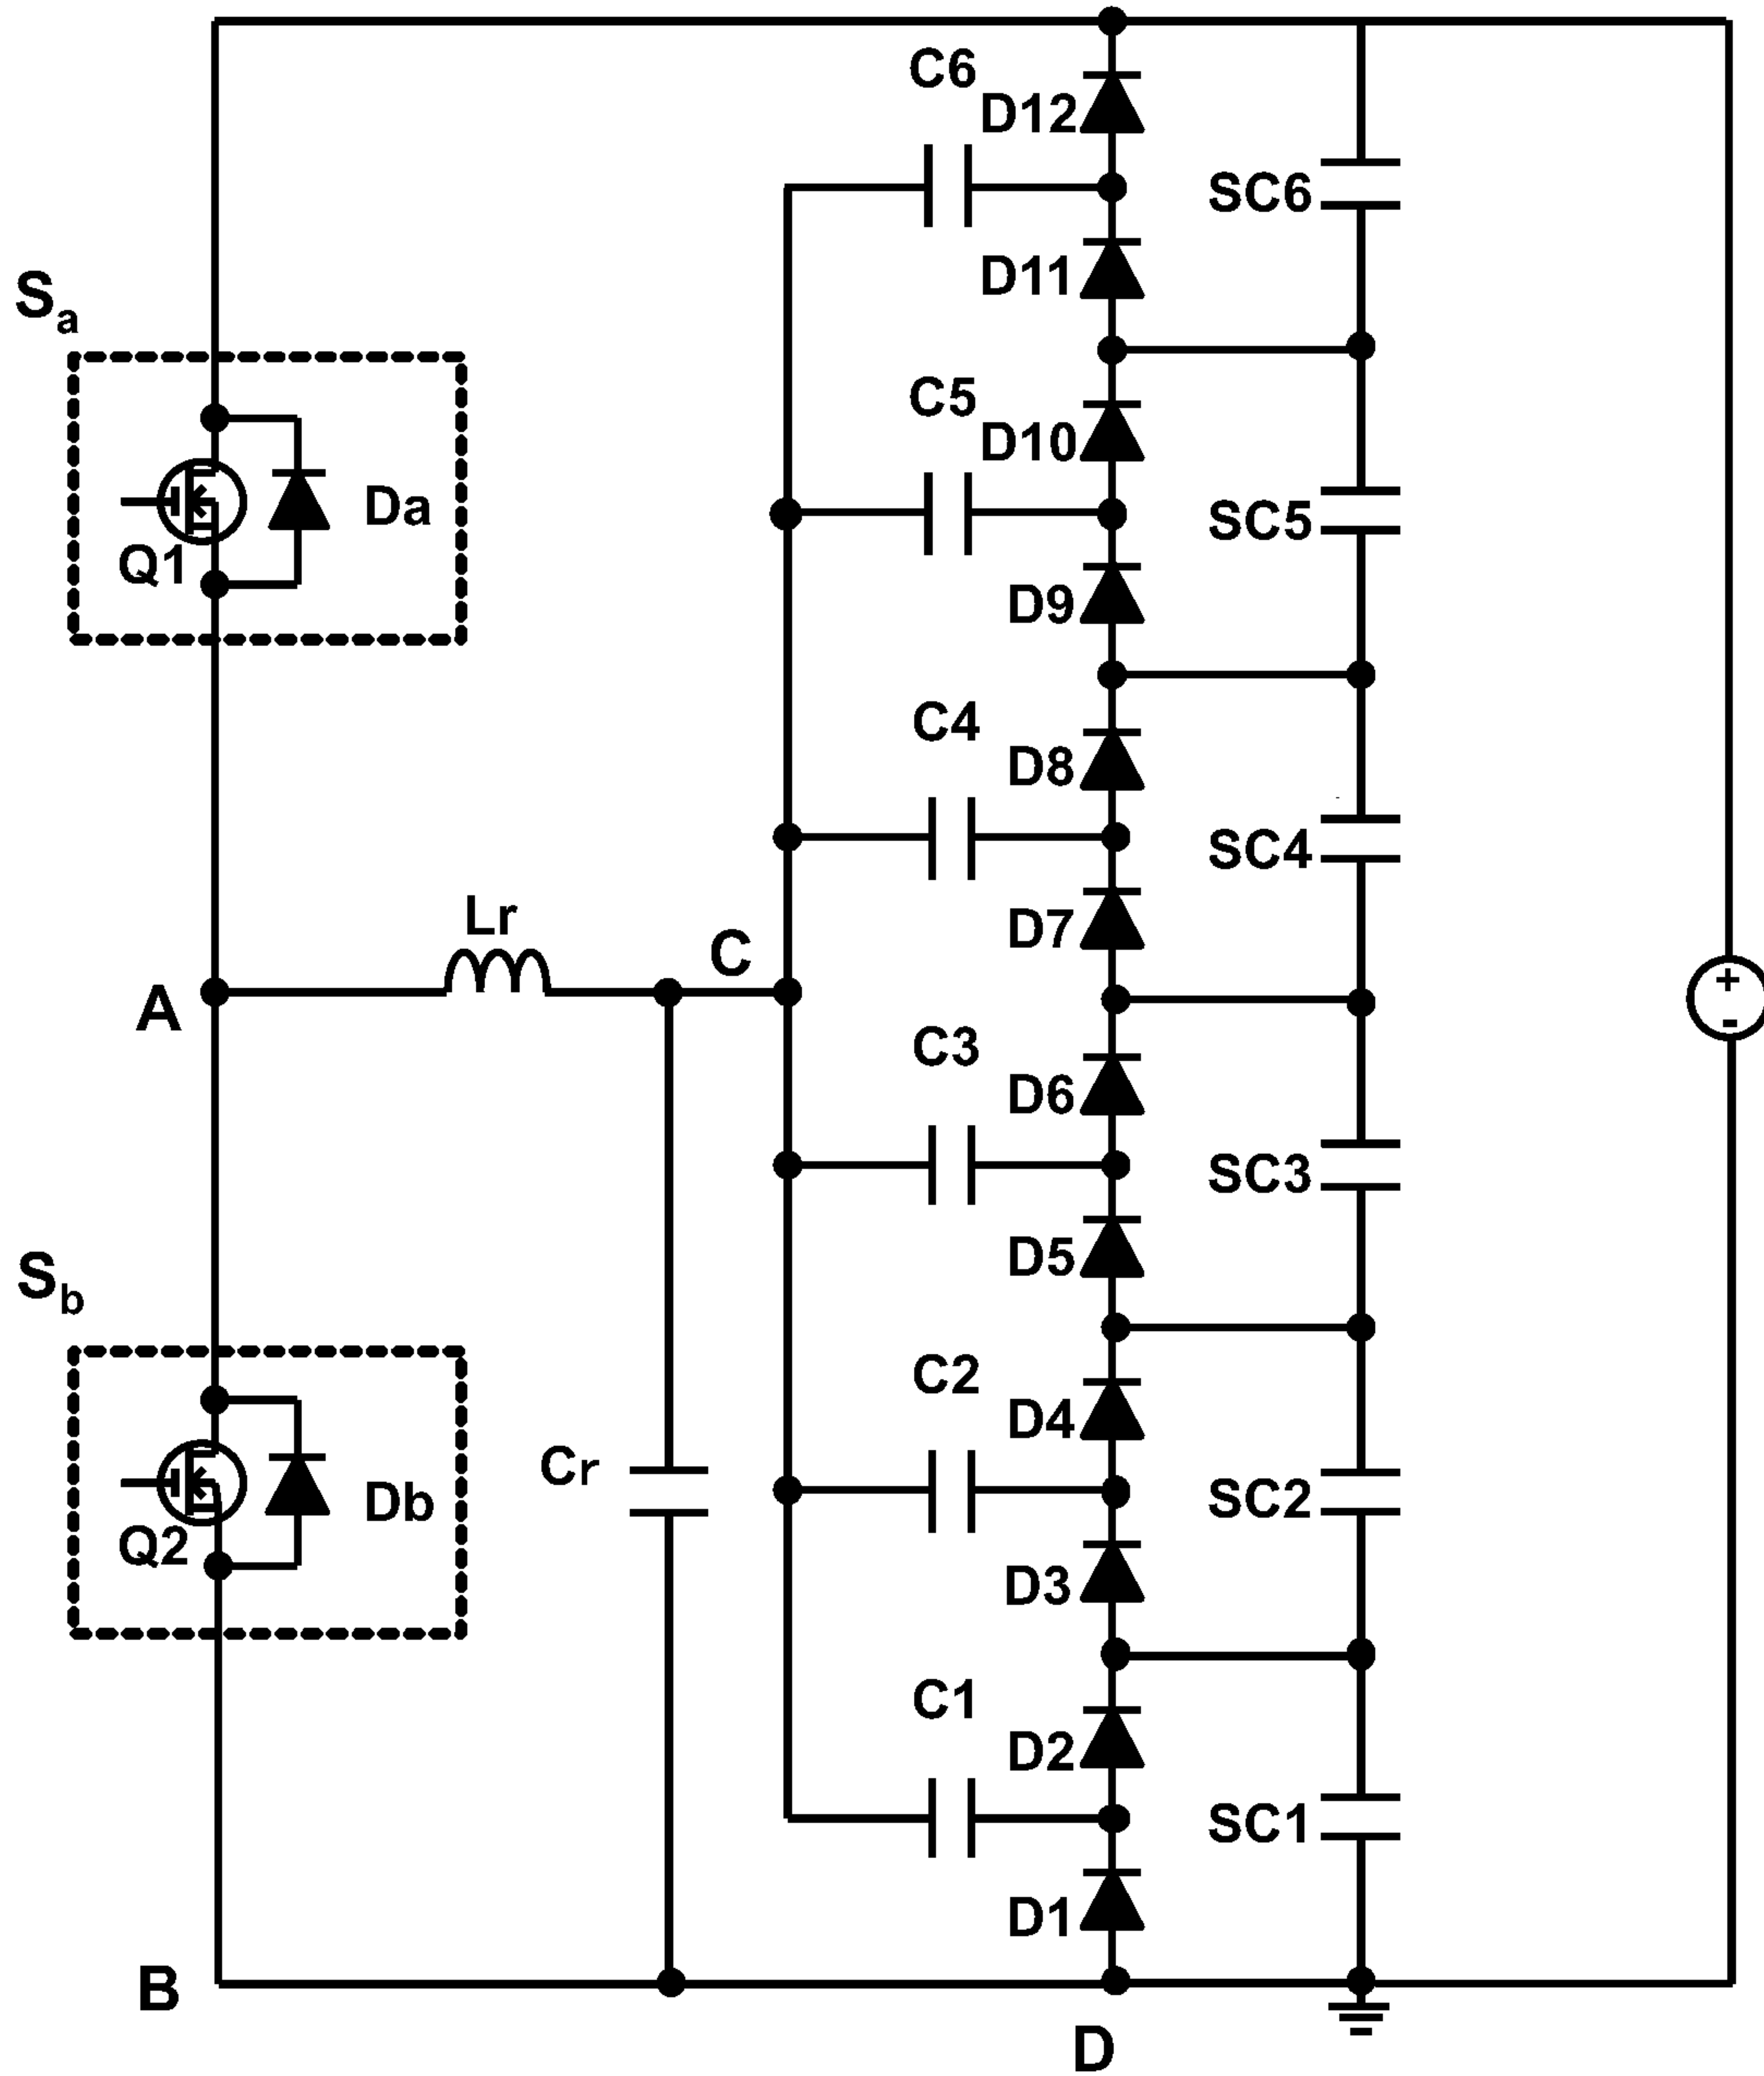 C6
D12
SC6
D11
Sa
C5
D10
Da
SC5
Q1
D9
C4
D8
SC4
Lr
D7
C
A
+
-
C3
D6
SC3
D5
Sb
C2
D4
Cr
Db
SC2
Q2
D3
C1
D2
SC1
D1
B
D